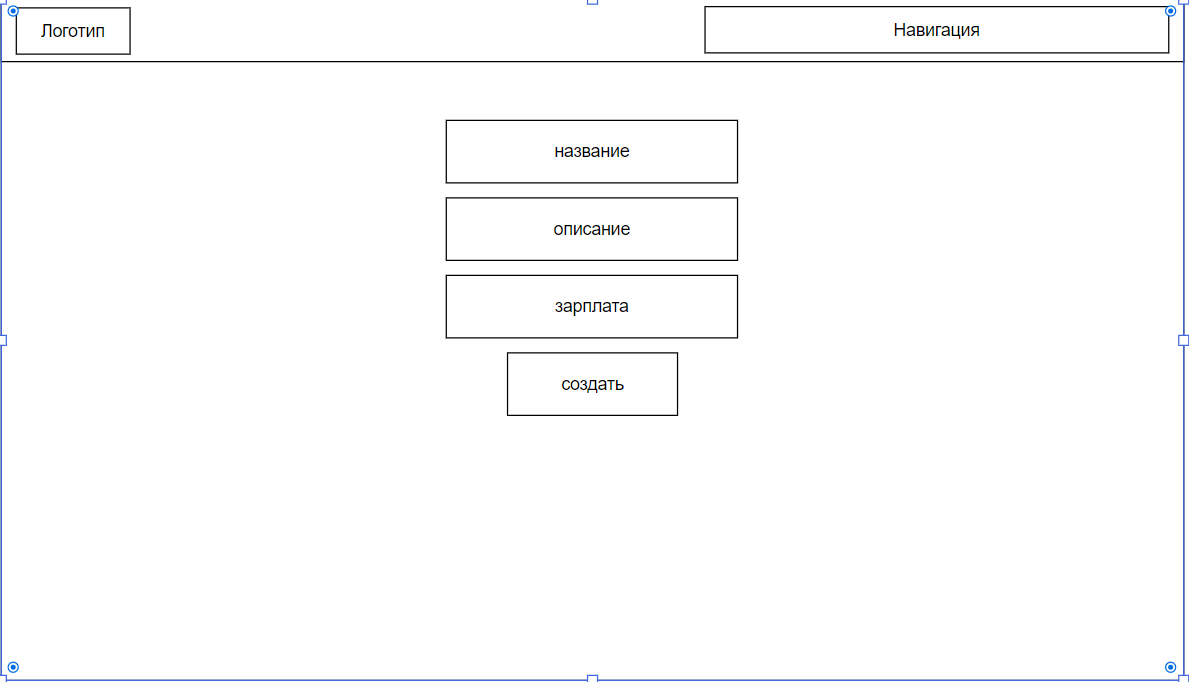 Логотип
Навигация
название
описание
зарплата
создать